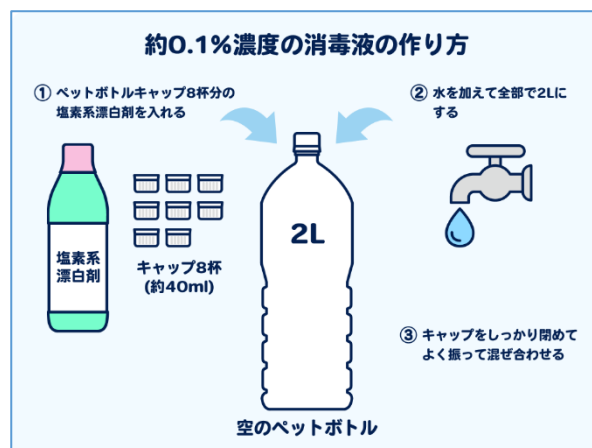 約0.1%濃度の消毒液の作り方
① ペットボトルキャップ8杯分の
塩素系漂白剤を入れる
② 水を加えて全部で2Lに
する
塩素系
漂白剤
キャップ8杯
(約40ml)
2L
③ キャップをしっかり閉めて
よく振って混ぜ合わせる
空のペットボトル